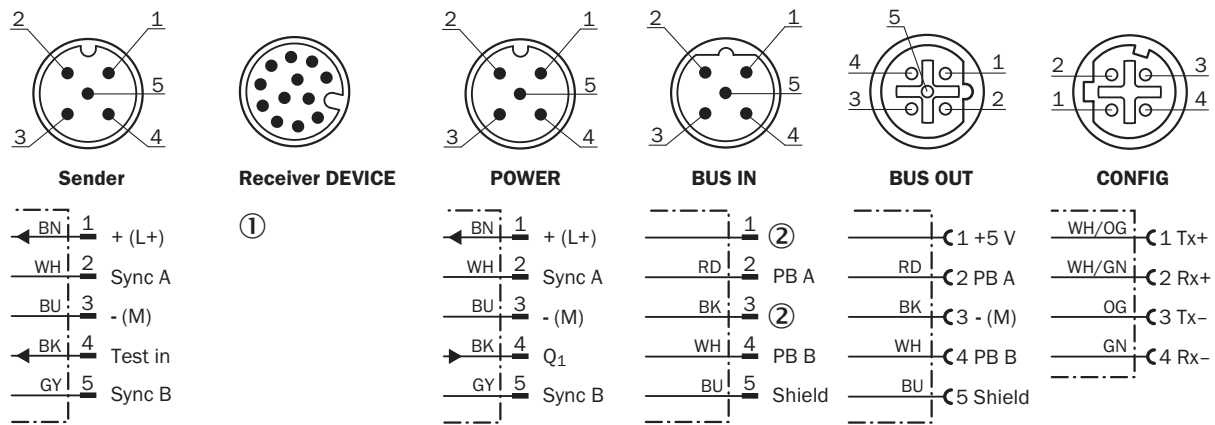 2 1 5 3 4
2 1 5 3 4
2 1 5 3 4
5 4 1 3 2
2 3 1 4
Sender
Receiver DEVICE
POWER
BUS IN
BUS OUT
CONFIG
BN 1 + (L+)
WH 2 Sync A
BU 3 - (M)
BK 4 Test in
GY 5 Sync B
①
BN 1 + (L+)
WH 2 Sync A
BU 3 - (M)
BK 4 Q₁
GY 5 Sync B
1 ②
RD 2 PB A
BK 3 ②
WH 4 PB B
BU 5 Shield
1 +5 V
RD 2 PB A
BK 3 - (M)
WH 4 PB B
BU 5 Shield
WH/OG 1 Tx+
WH/GN 2 Rx+
OG 3 Tx–
GN 4 Rx–